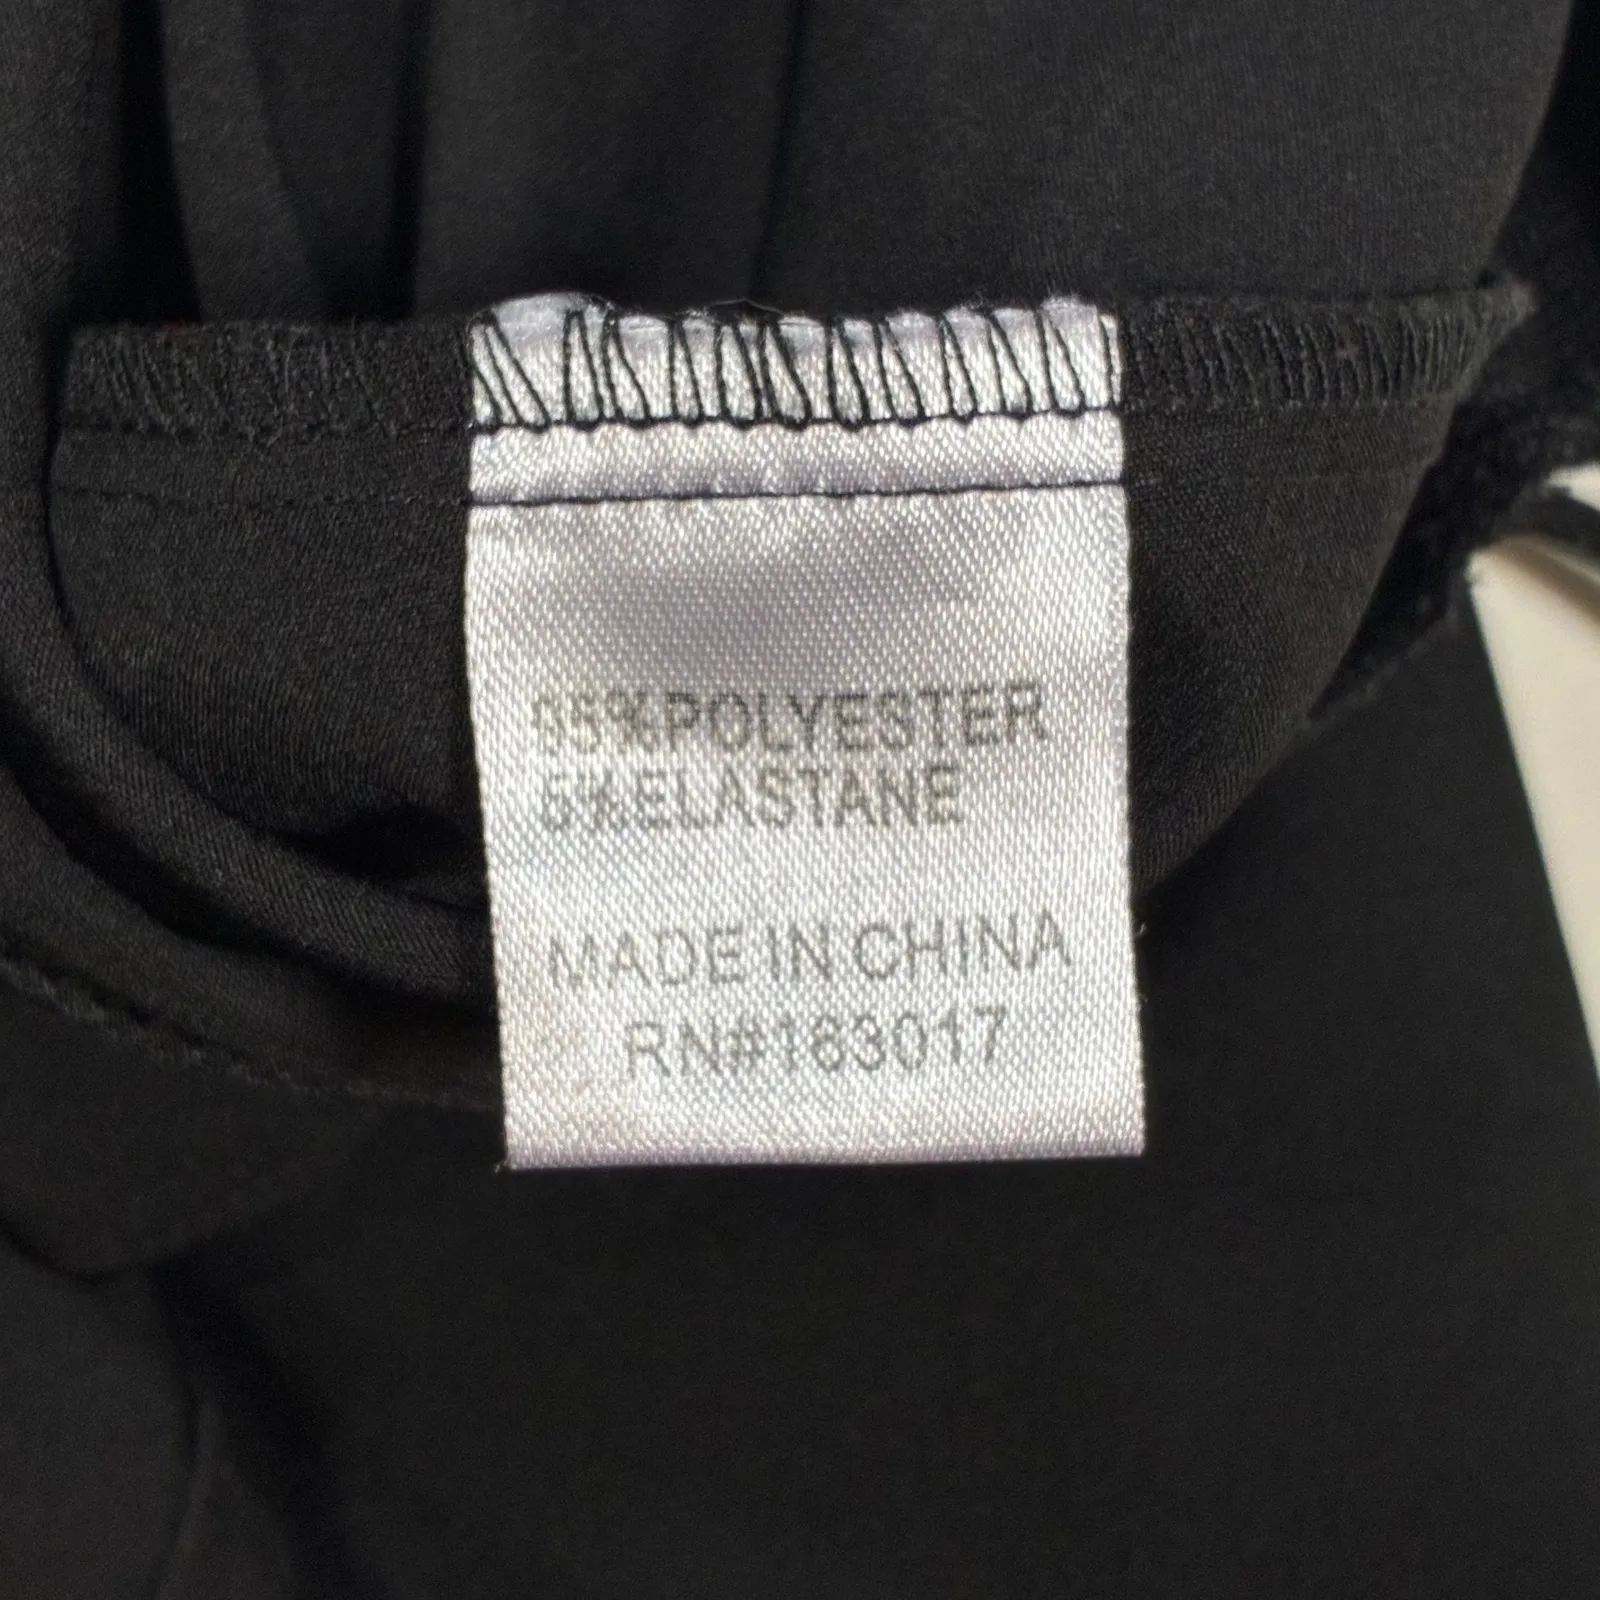 95%POLYESTER
5%ELASTANE
MADE IN CHINA
RN#163017